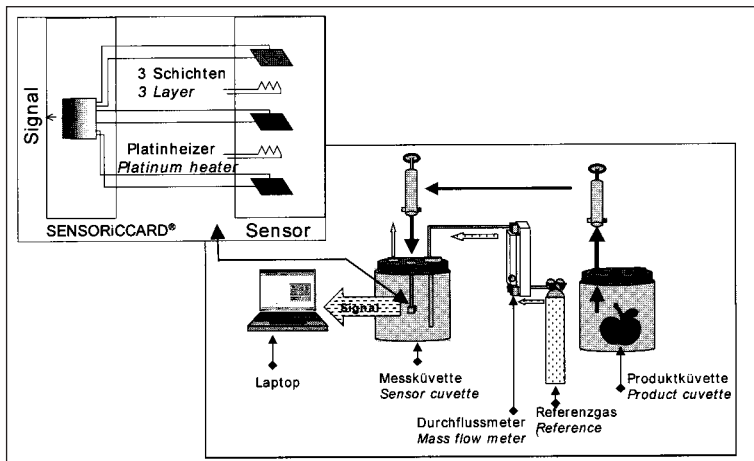 3 Schichten
3 Layer
Signal
Platinheizer
Platinum heater
SENSORiCCARD®
Sensor
Signal
Laptop
Messküvette
Sensor cuvette
Durchflussmeter
Mass flow meter
Referenzgas
(Reference
Produktküvette
Product cuvette